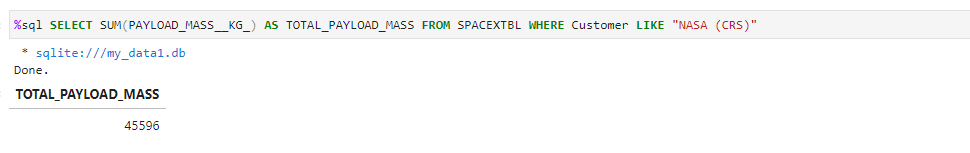 %sql SELECT SUM(PAYLOAD_MASS__KG_) AS TOTAL_PAYLOAD_MASS FROM SPACEXTBL WHERE Customer LIKE "NASA (CRS)"
* sqlite:///my_data1.db
Done.
TOTAL_PAYLOAD_MASS
45596